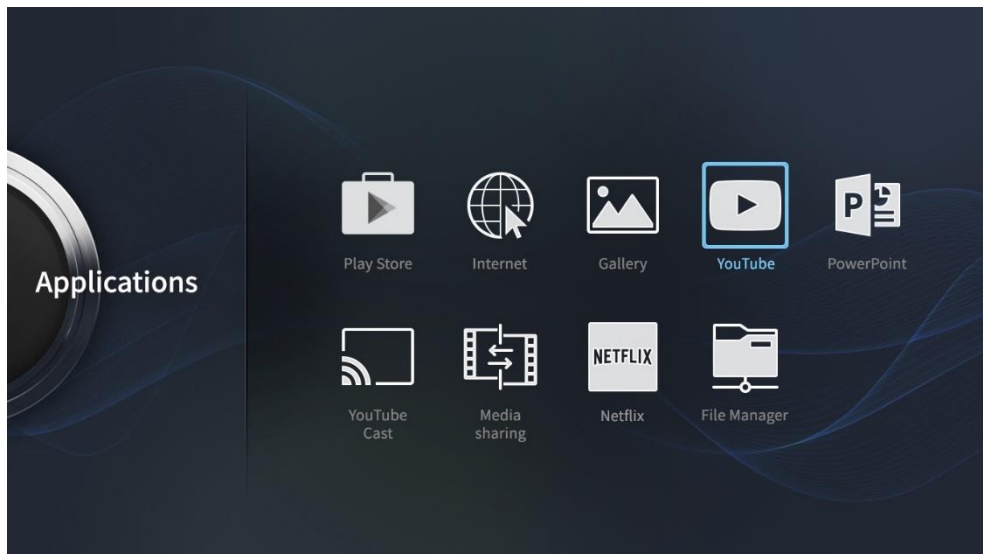 Applications
Play Store
Internet
Gallery
YouTube
P
PowerPoint
NETFLIX
YouTube
Cast
Media
sharing
Netflix
File Manager